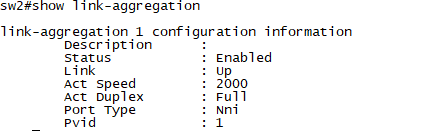 sw2#show link-aggregation
link-aggregation 1 configuration information
Description :
Status : Enabled
Link : Up
Act Speed : 2000
Act Duplex : Full
Port Type : Nni
Pvid : 1